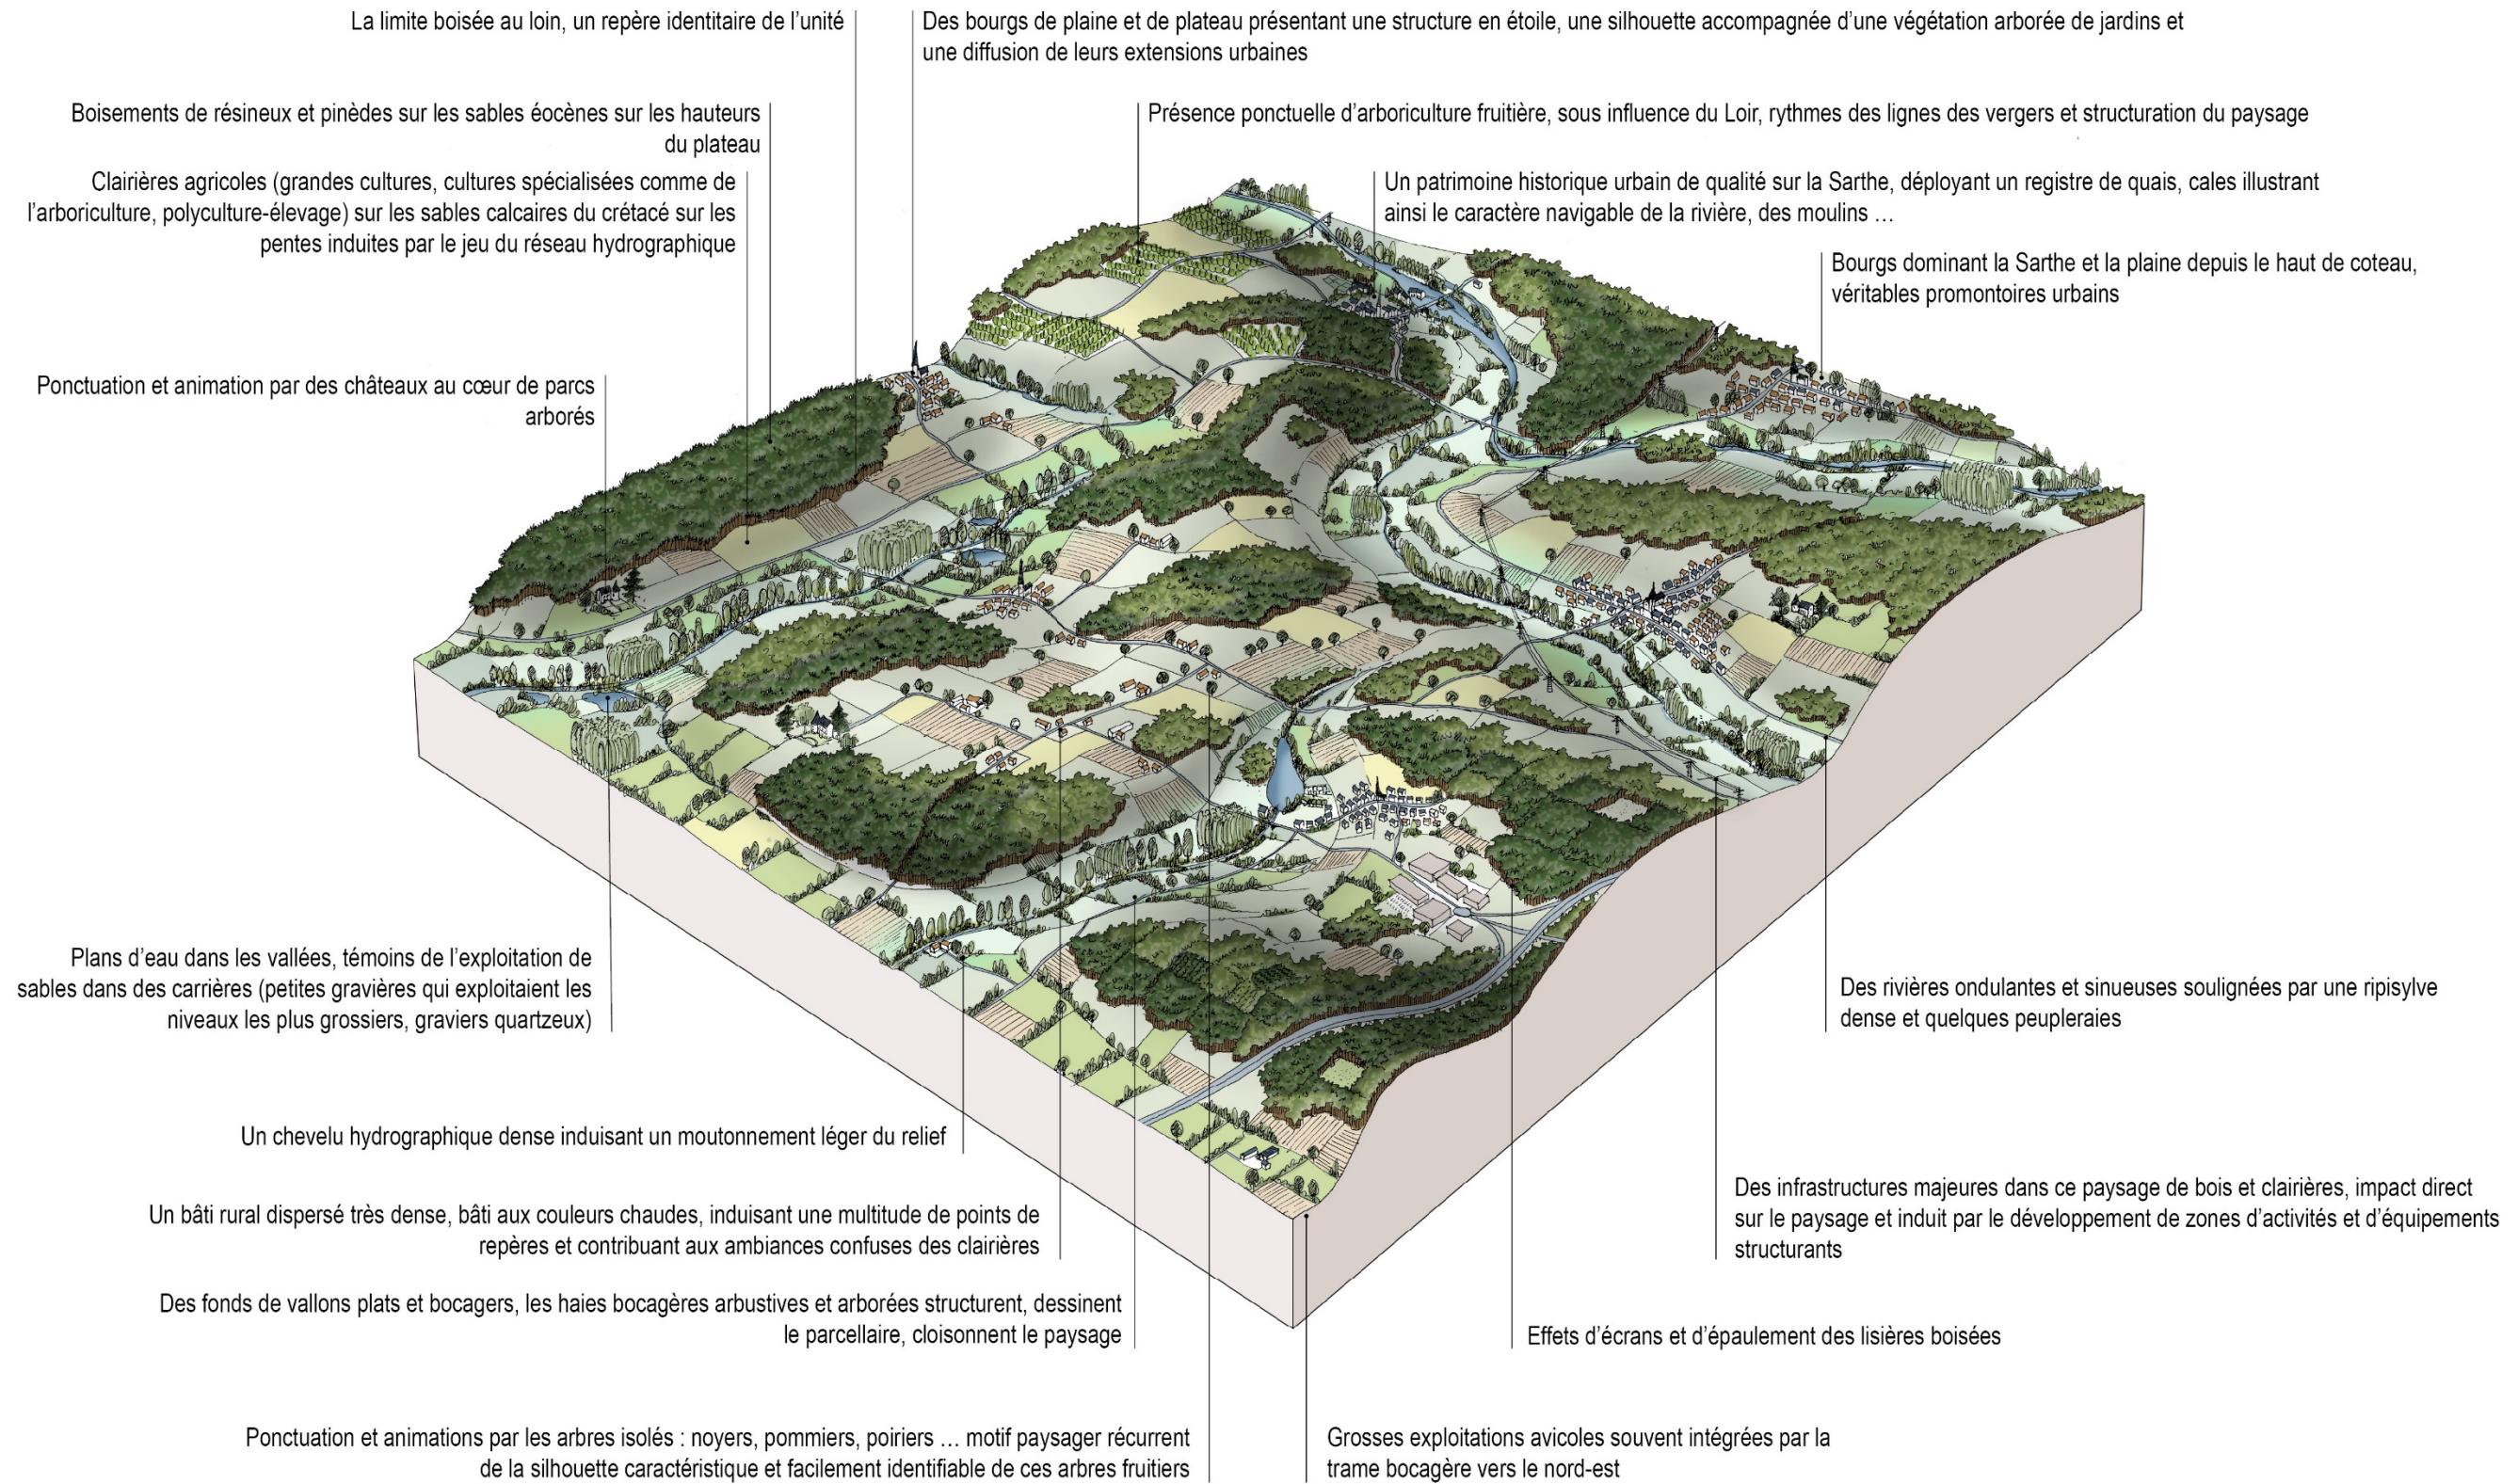 La limite boisée au loin, un repère identitaire de l’unité
Des bourgs de plaine et de plateau présentant une structure en étoile, une silhouette accompagnée d’une végétation arborée de jardins et
une diffusion de leurs extensions urbaines
Boisements de résineux et pinèdes sur les sables éocènes sur les hauteurs
du plateau
Présence ponctuelle d’arboriculture fruitière, sous influence du Loir, rythmes des lignes des vergers et structuration du paysage
Clairières agricoles (grandes cultures, cultures spécialisées comme de
l’arboriculture, polyculture-élevage) sur les sables calcaires du crétacé sur les
pentes induites par le jeu du réseau hydrographique
Un patrimoine historique urbain de qualité sur la Sarthe, déployant un registre de quais, cales illustrant
ainsi le caractère navigable de la rivière, des moulins …
Bourgs dominant la Sarthe et la plaine depuis le haut de coteau,
véritables promontoires urbains
Ponctuation et animation par des châteaux au cœur de parcs
arborés
Plans d’eau dans les vallées, témoins de l’exploitation de
sables dans des carrières (petites gravières qui exploitaient les
niveaux les plus grossiers, graviers quartzeux)
Des rivières ondulantes et sinueuses soulignées par une ripisylve
dense et quelques peupleraies
Un chevelu hydrographique dense induisant un moutonnement léger du relief
Un bâti rural dispersé très dense, bâti aux couleurs chaudes, induisant une multitude de points de
repères et contribuant aux ambiances confuses des clairières
Des infrastructures majeures dans ce paysage de bois et clairières, impact direct
sur le paysage et induit par le développement de zones d’activités et d’équipements
structurants
Des fonds de vallons plats et bocagers, les haies bocagères arbustives et arborées structurent, dessinent
le parcellaire, cloisonnent le paysage
Effets d’écrans et d’épaulement des lisières boisées
Ponctuation et animations par les arbres isolés : noyers, pommiers, poiriers … motif paysager récurrent
de la silhouette caractéristique et facilement identifiable de ces arbres fruitiers
Grosses exploitations avicoles souvent intégrées par la
trame bocagère vers le nord-est